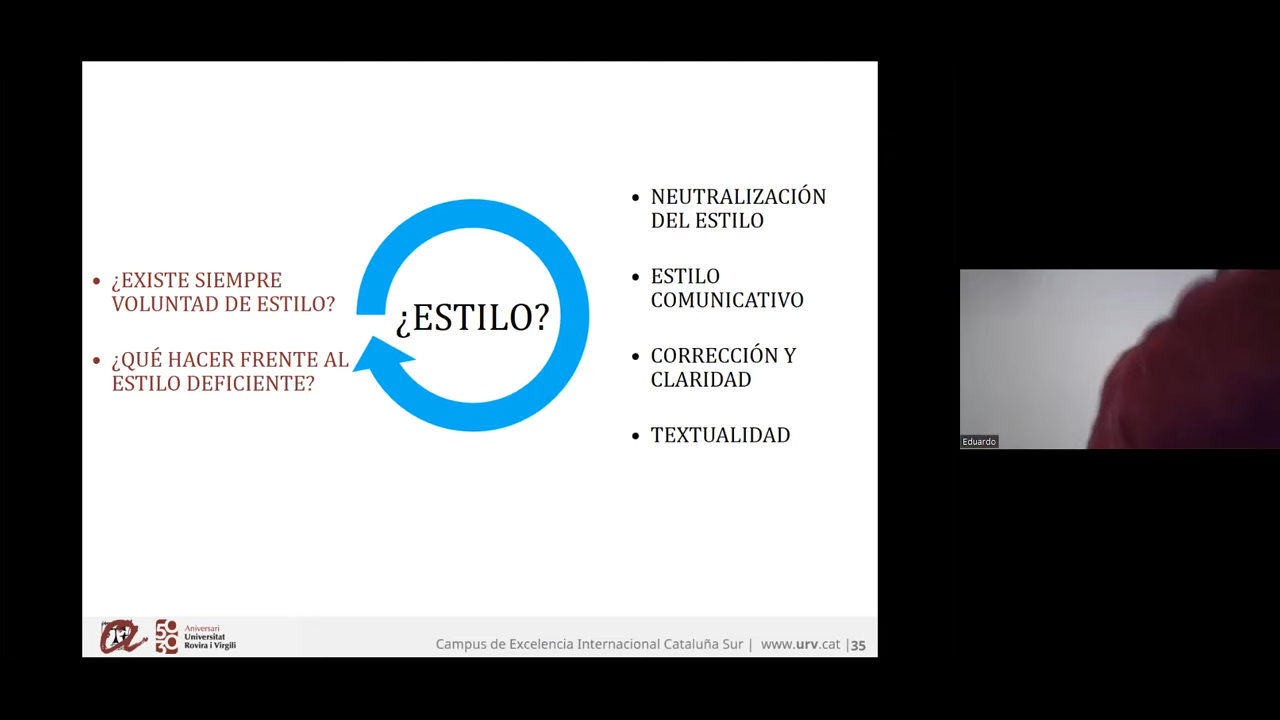 • ¿EXISTE SIEMPRE
VOLUNTAD DE ESTILO?
• ¿QUÉ HACER FRENTE AL
ESTILO DEFICIENTE?
¿ESTILO?
• NEUTRALIZACIÓN
DEL ESTILO
• ESTILO
COMUNICATIVO
• CORRECCIÓN Y
CLARIDAD
• TEXTUALIDAD
Eduardo
Aniversari
Universitat
Rovira i Virgili
Campus de Excelencia Internacional Cataluña Sur | www.urv.cat |35